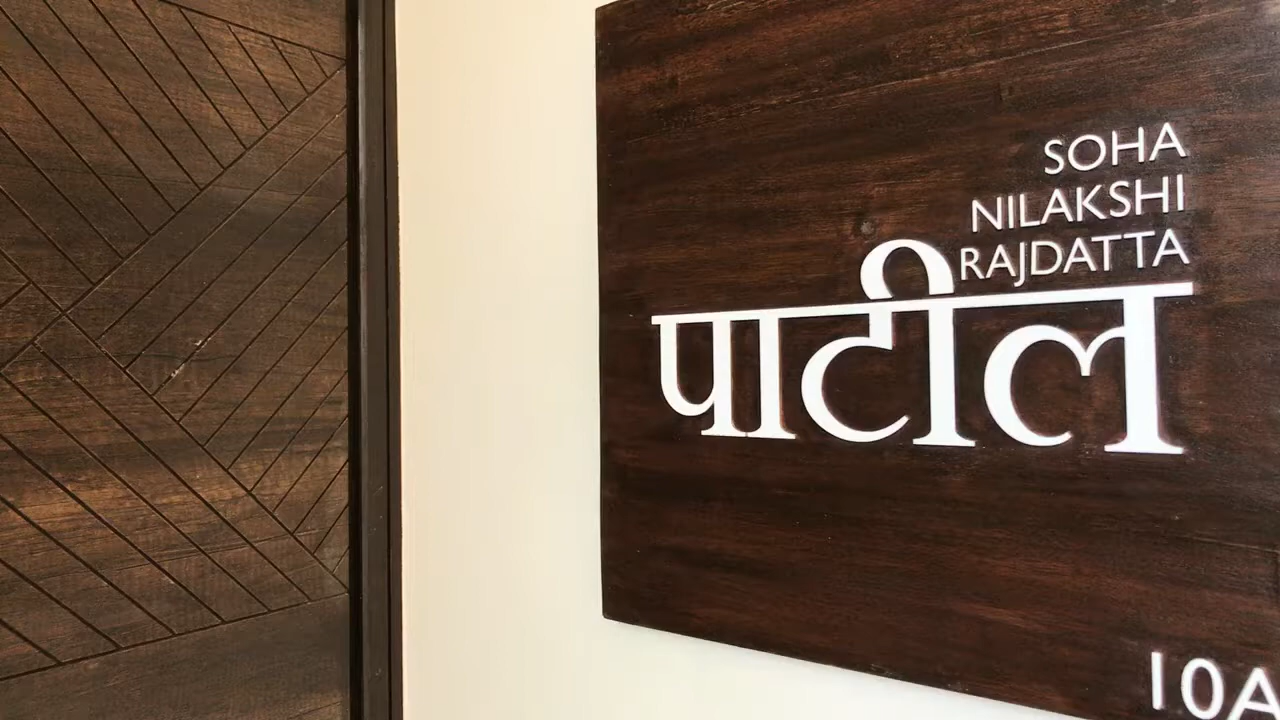 SOHA
NILAKSHI
RAJDATTA
पाटील
10A